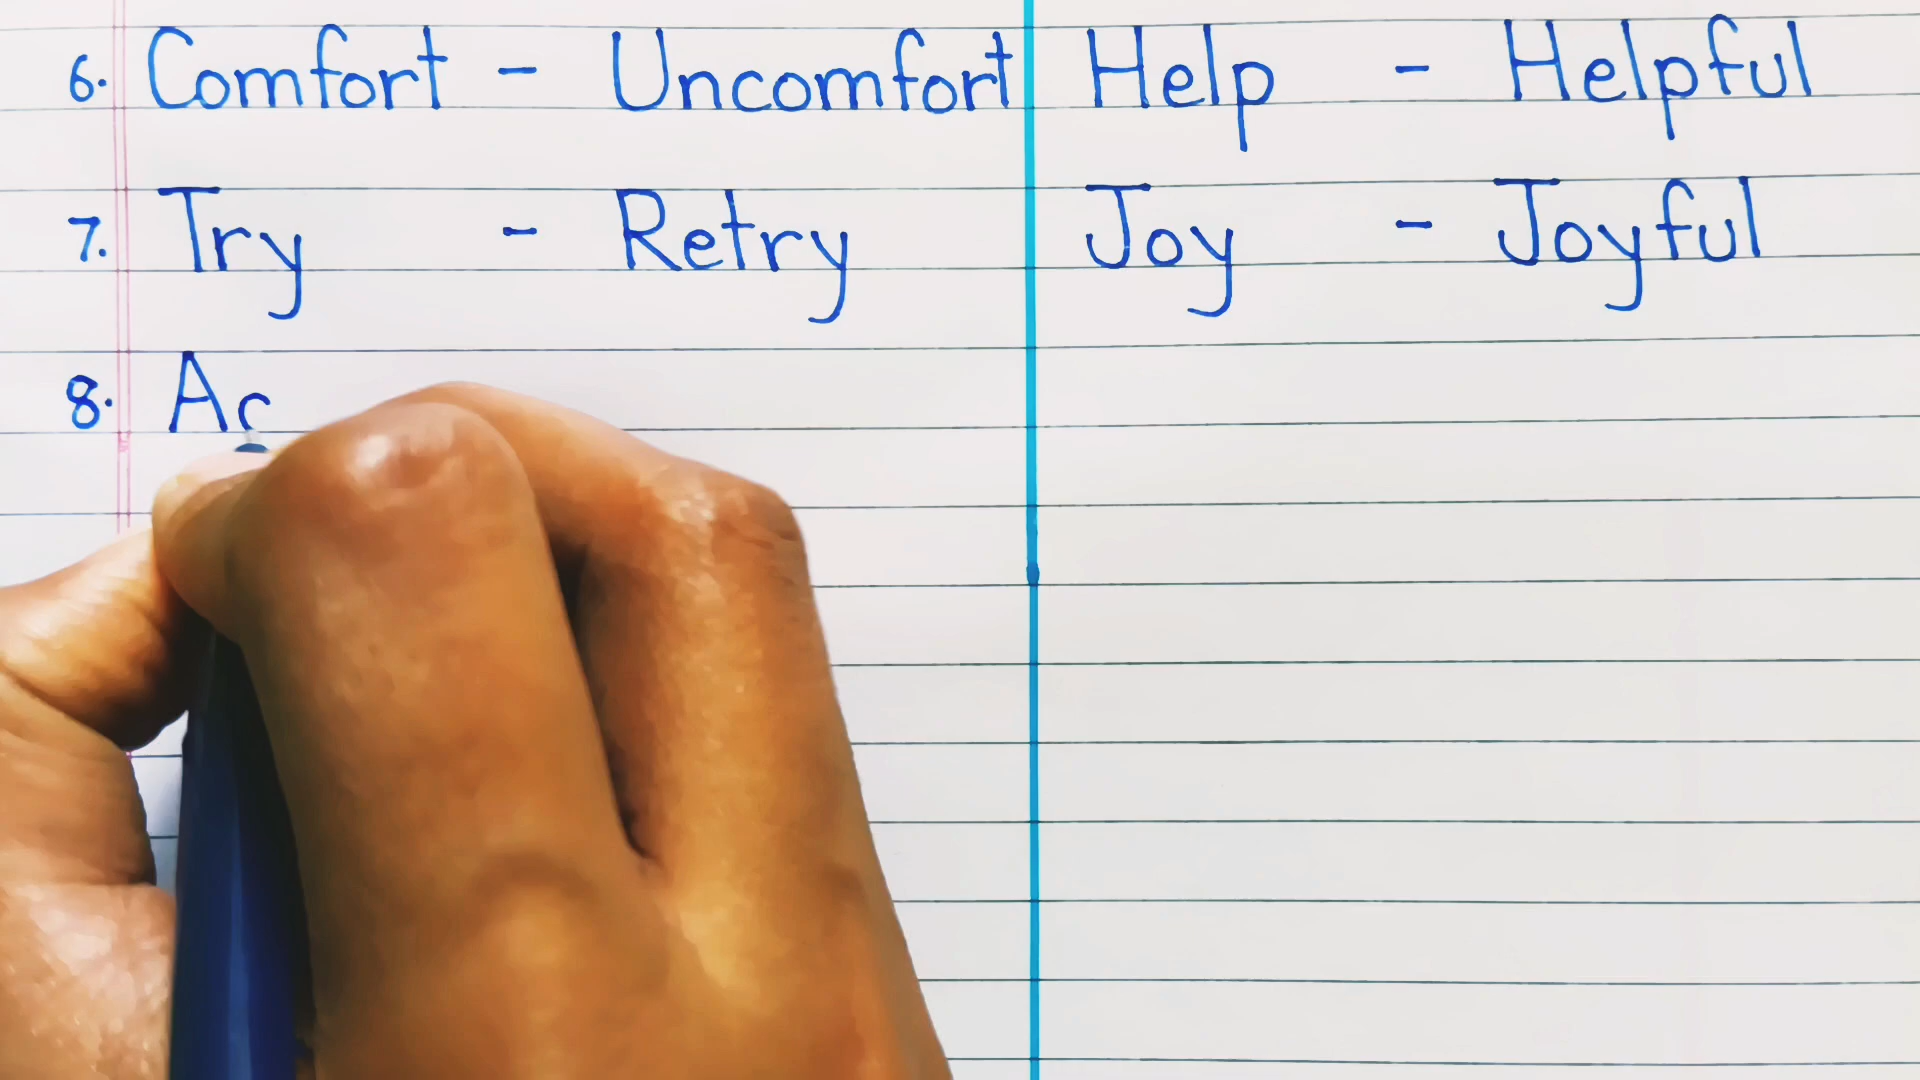 6. Comfort - Uncomfort Help - Helpful
7. Try - Retry Joy - Joyful
8. Ac